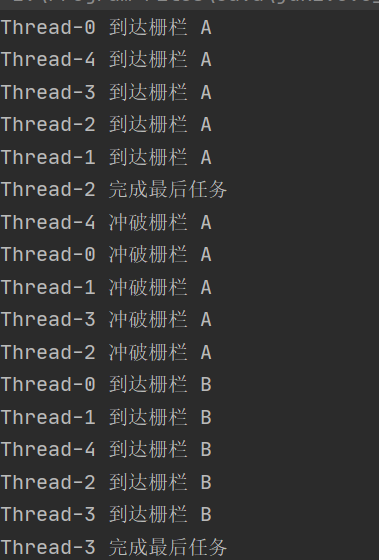 Thread-0 到达栅栏 A
Thread-4 到达栅栏 A
Thread-3 到达栅栏 A
Thread-2 到达栅栏 A
Thread-1 到达栅栏 A
Thread-2 完成最后任务
Thread-4 冲破栅栏 A
Thread-0 冲破栅栏 A
Thread-1 冲破栅栏 A
Thread-3 冲破栅栏 A
Thread-2 冲破栅栏 A
Thread-0 到达栅栏 B
Thread-1 到达栅栏 B
Thread-4 到达栅栏 B
Thread-2 到达栅栏 B
Thread-3 到达栅栏 B
Thread-3 完成最后任务